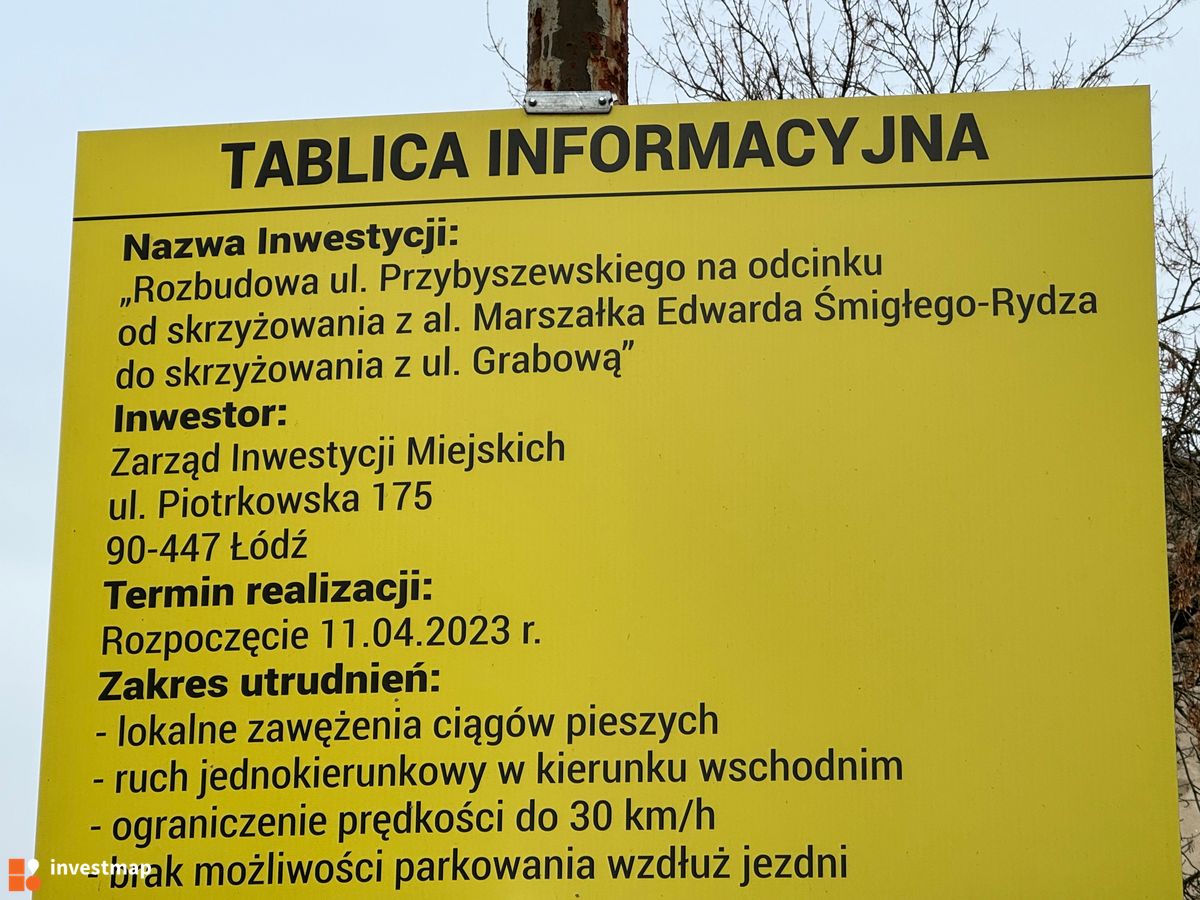 TABLICA INFORMACYJNA
Nazwa Inwestycji:
„Rozbudowa ul. Przybyszewskiego na odcinku
od skrzyżowania z al. Marszałka Edwarda Śmigłego-Rydza
do skrzyżowania z ul. Grabową”
Inwestor:
Zarząd Inwestycji Miejskich
ul. Piotrkowska 175
90-447 Łódź
Termin realizacji:
Rozpoczęcie 11.04.2023 r.
Zakres utrudnień:
- lokalne zawężenia ciągów pieszych
- ruch jednokierunkowy w kierunku wschodnim
- ograniczenie prędkości do 30 km/h
- brak możliwości parkowania wzdłuż jezdni
investmap